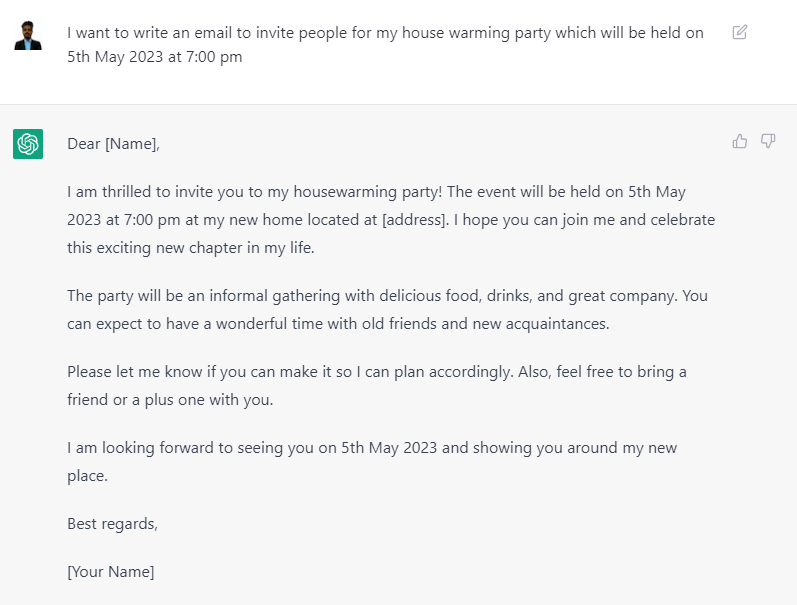 I want to write an email to invite people for my house warming party which will be held on
5th May 2023 at 7:00 pm
Dear [Name],
I am thrilled to invite you to my housewarming party! The event will be held on 5th May
2023 at 7:00 pm at my new home located at [address]. I hope you can join me and celebrate
this exciting new chapter in my life.
The party will be an informal gathering with delicious food, drinks, and great company. You
can expect to have a wonderful time with old friends and new acquaintances.
Please let me know if you can make it so I can plan accordingly. Also, feel free to bring a
friend or a plus one with you.
I am looking forward to seeing you on 5th May 2023 and showing you around my new
place.
Best regards,
[Your Name]